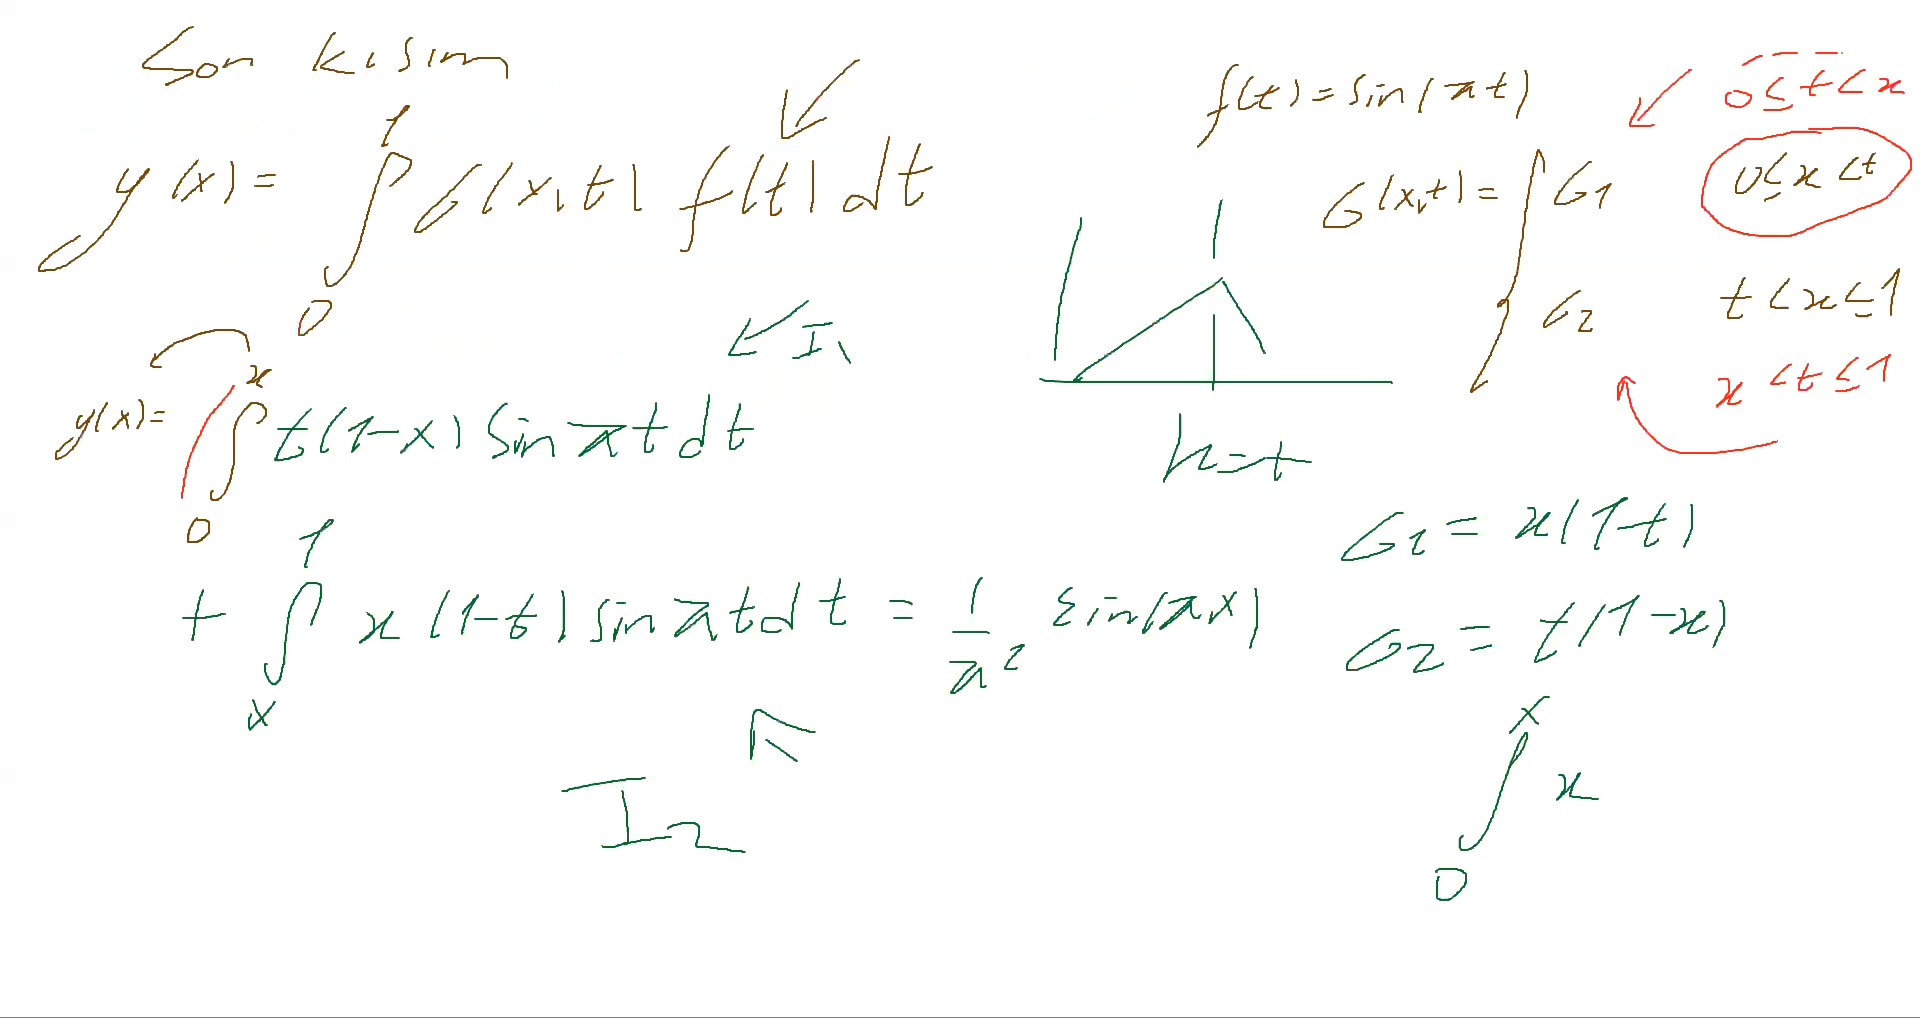 Son kısım
y(x) = ∫₀¹ G(x,t) f(t) dt
I₁
y(x) = ∫₀ˣ t(1-x) sin πt dt
+ ∫ₓ¹ x(1-t) sin πt dt = 1/π² sin(πx)
I₂
f(t) = sin(πt)
0 ≤ t < x
G(x,t) = { G1 0 ≤ x < t
G2 t < x ≤ 1
x < t ≤ 1
x = t
G1 = x(1-t)
G2 = t(1-x)
∫₀ˣ x